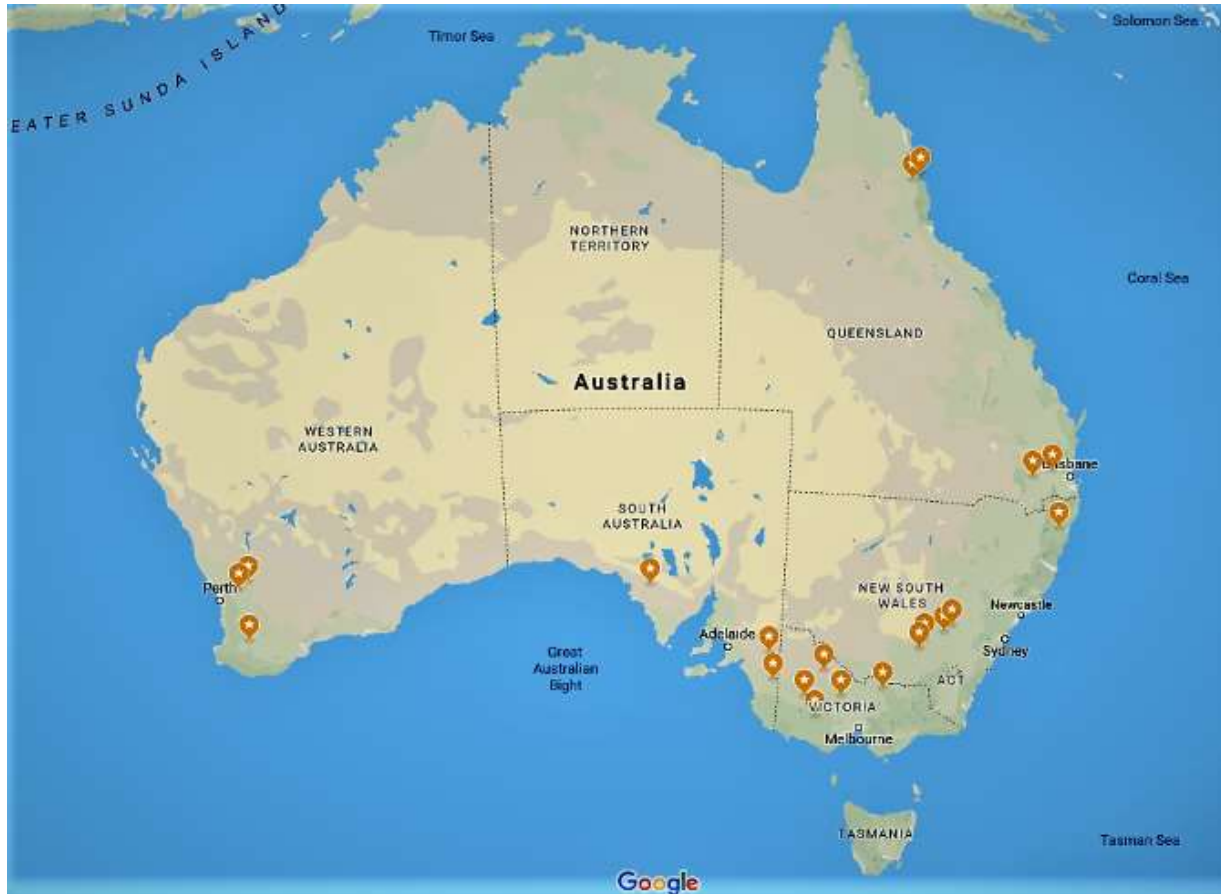 Timor Sea
Solomon Sea
EATER SUNDA ISLAND
NORTHERN
TERRITORY
Coral Sea
QUEENSLAND
Australia
WESTERN
AUSTRALIA
SOUTH
AUSTRALIA
NEW SOUTH
WALES
Perth
Newcastle
Adelaide
Sydney
Great
Australian
Bight
ACT
VICTORIA
Melbourne
TASMANIA
Tasman Sea
Google